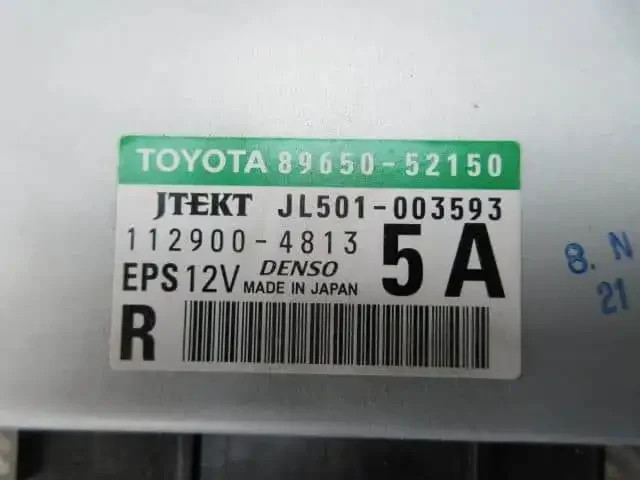 TOYOTA 89650-52150
JTEKT JL501-003593
112900-4813
5A
EPS 12V DENSO
MADE IN JAPAN
R
8. N
21